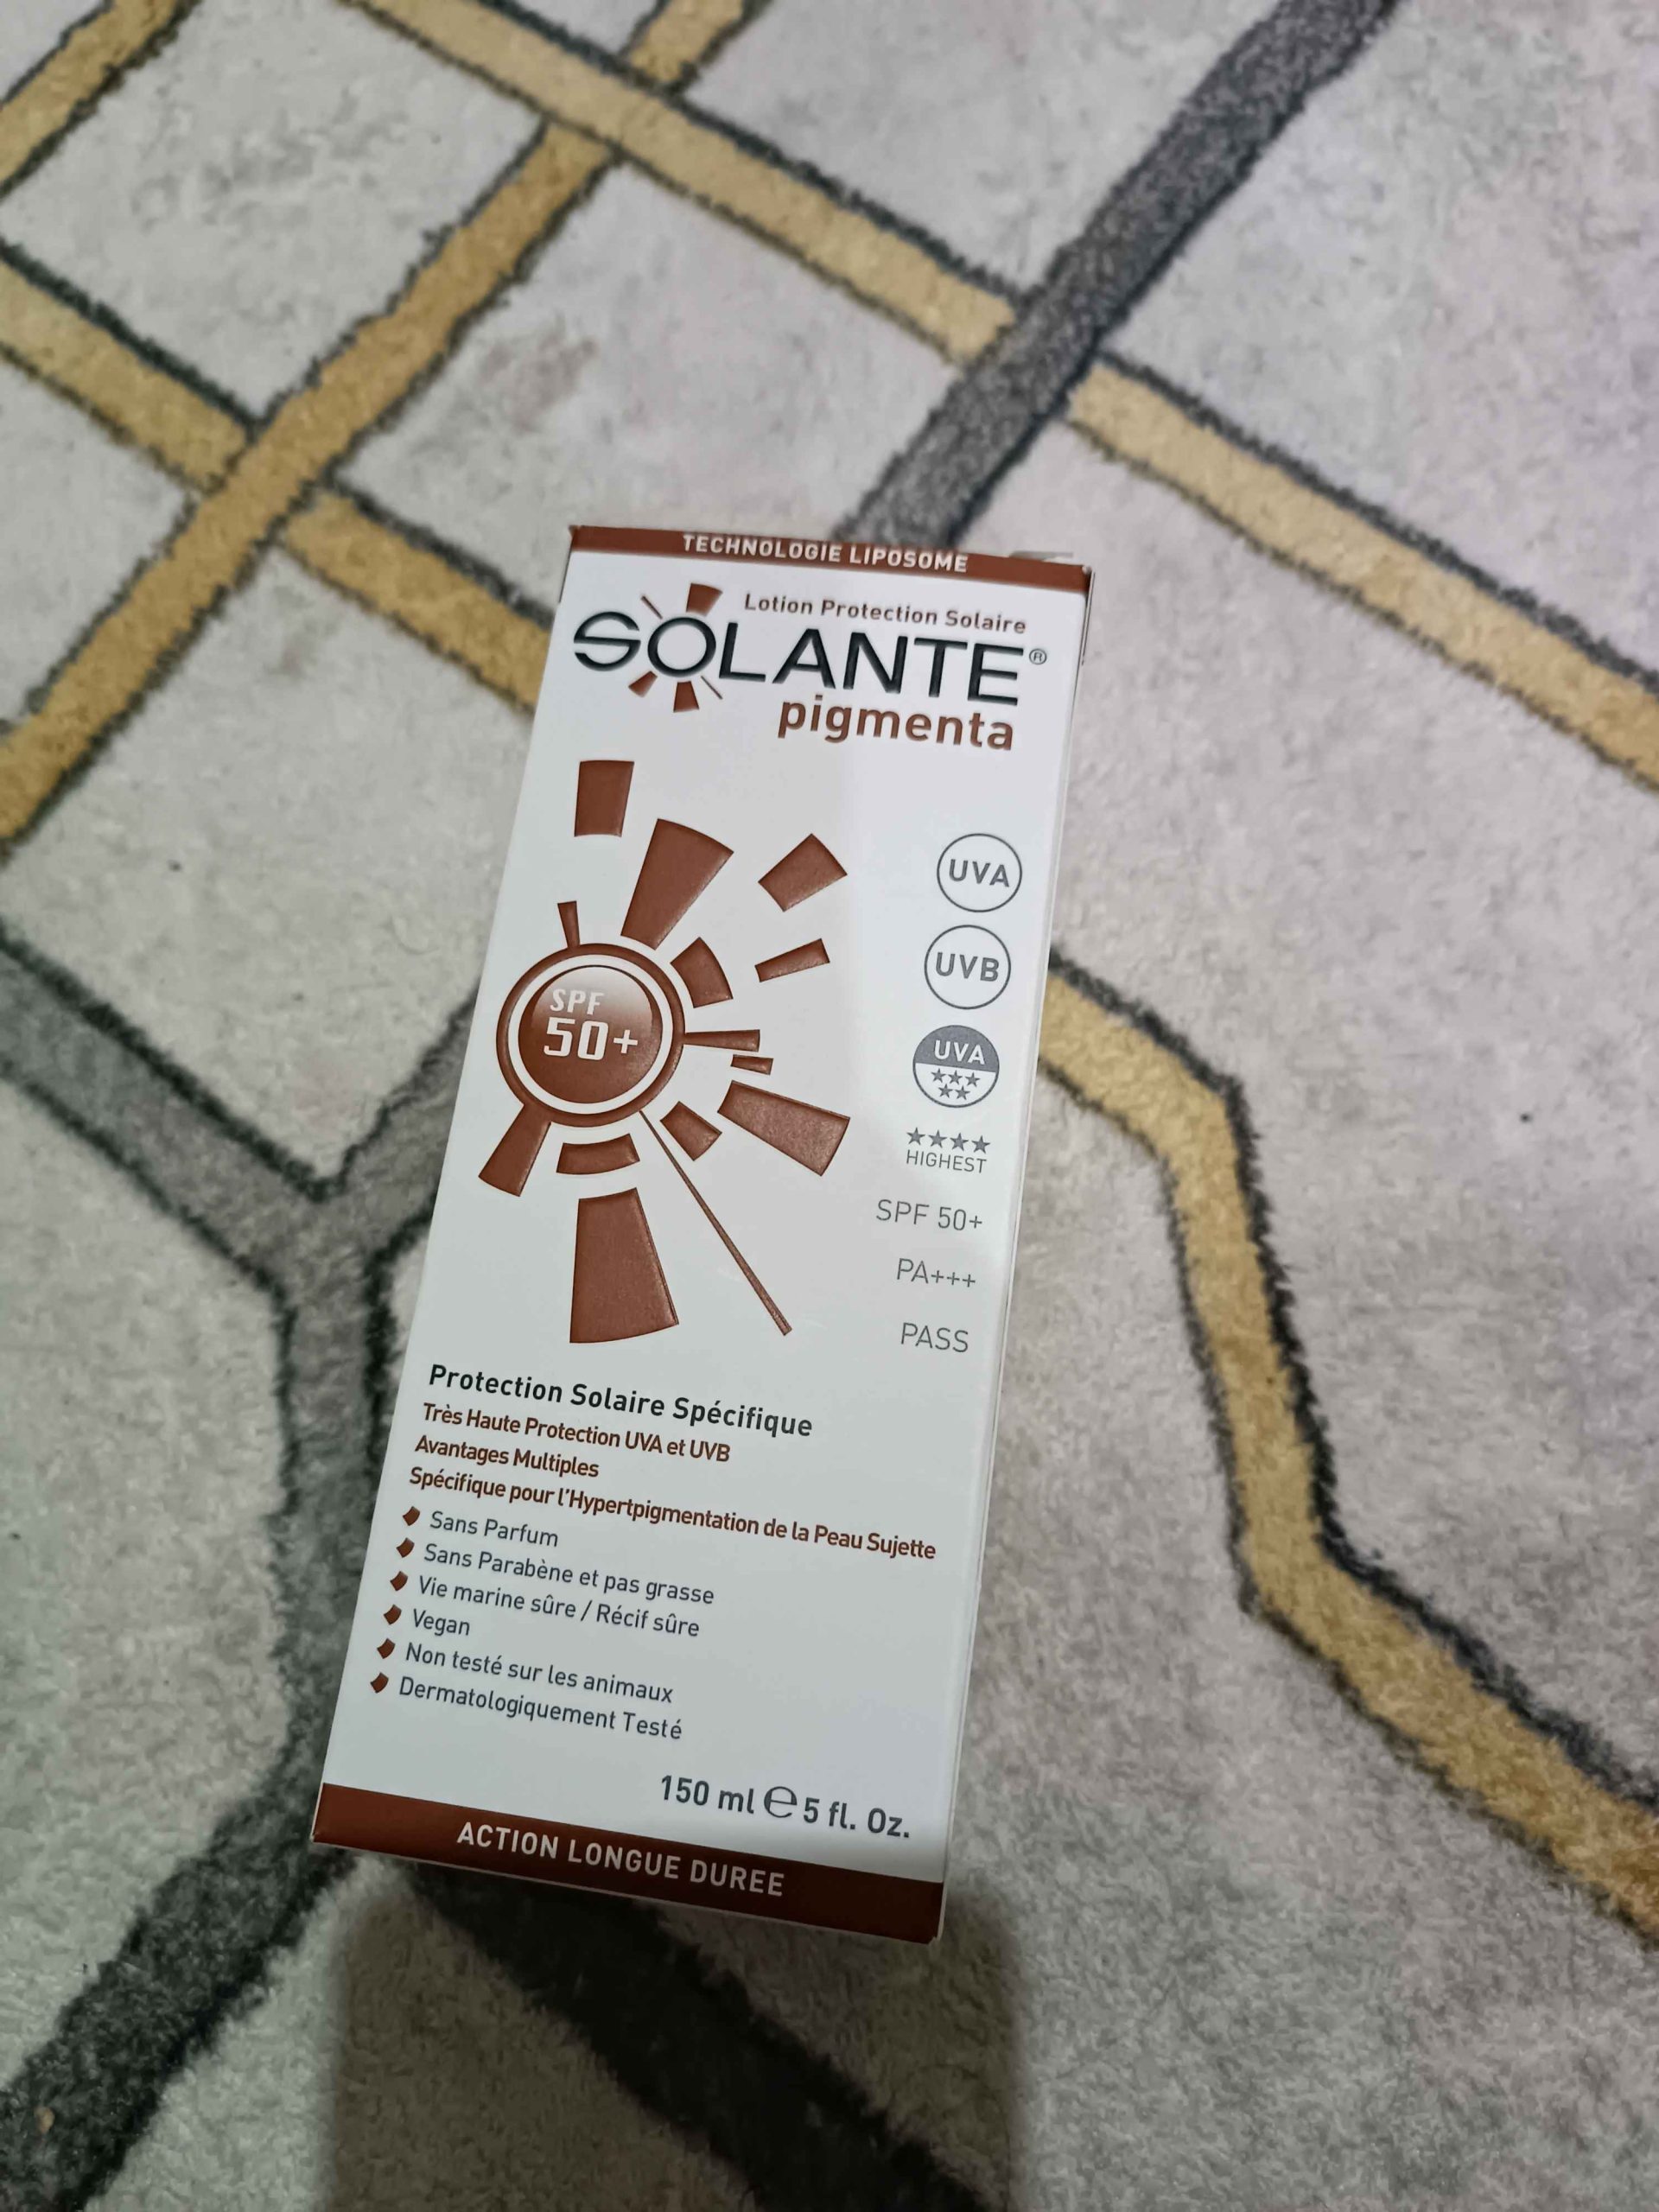 TECHNOLOGIE LIPOSOME
Lotion Protection Solaire
SOLANTE®
pigmenta
UVA
UVB
SPF
50+
UVA
HIGHEST
SPF 50+
PA+++
PASS
Protection Solaire Spécifique
Très Haute Protection UVA et UVB
Avantages Multiples
Spécifique pour l'Hypertpigmentation de la Peau Sujette
Sans Parfum
Sans Parabène et pas grasse
Vie marine sûre / Récif sûre
Vegan
Non testé sur les animaux
Dermatologiquement Testé
150 ml ℮ 5 fl. Oz.
ACTION LONGUE DUREE